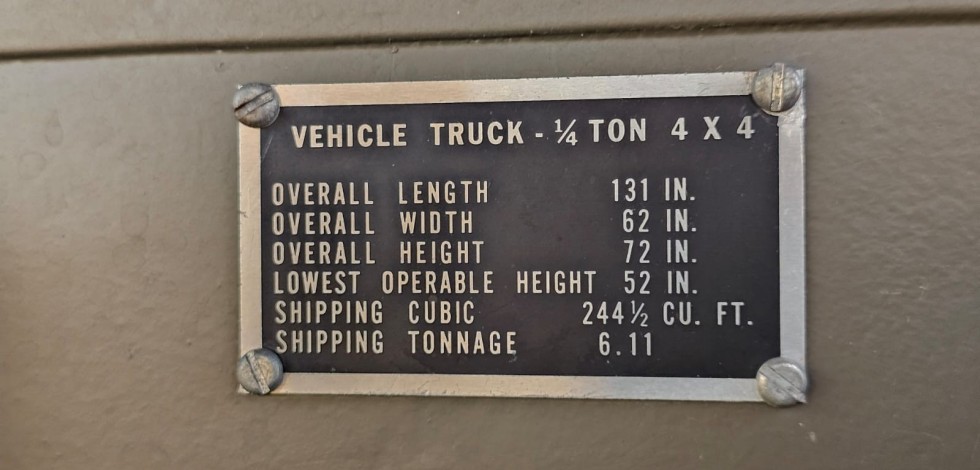 VEHICLE TRUCK - ¼ TON 4 X 4
OVERALL LENGTH 131 IN.
OVERALL WIDTH 62 IN.
OVERALL HEIGHT 72 IN.
LOWEST OPERABLE HEIGHT 52 IN.
SHIPPING CUBIC 244½ CU. FT.
SHIPPING TONNAGE 6.11